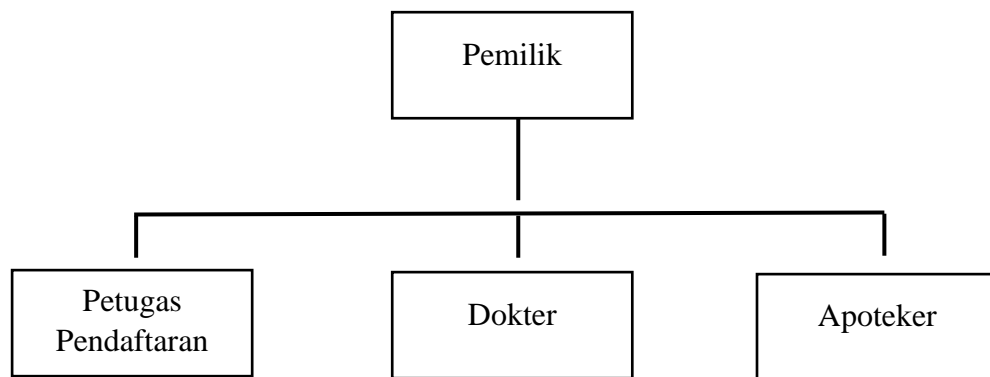 Pemilik
Petugas
Pendaftaran
Dokter
Apoteker